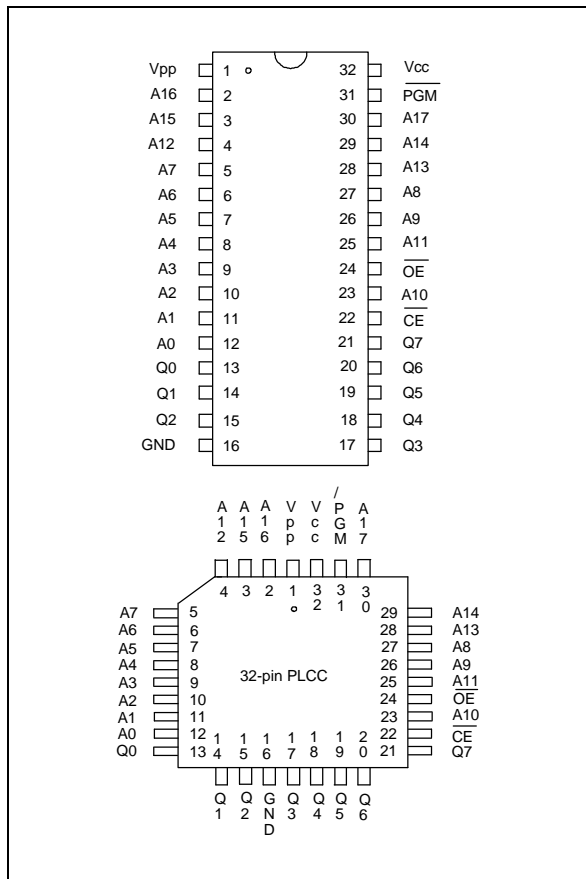 Vpp 1 32 Vcc
A16 2 31 PGM
A15 3 30 A17
A12 4 29 A14
A7 5 28 A13
A6 6 27 A8
A5 7 26 A9
A4 8 25 A11
A3 9 24 OE
A2 10 23 A10
A1 11 22 CE
A0 12 21 Q7
Q0 13 20 Q6
Q1 14 19 Q5
Q2 15 18 Q4
GND 16 17 Q3
A12 A15 A16 Vpp Vcc /PGM A17
4 3 2 1 32 31 30
A7 5 29 A14
A6 6 28 A13
A5 7 27 A8
A4 8 26 A9
A3 9 25 A11
A2 10 24 OE
A1 11 23 A10
A0 12 22 CE
Q0 13 21 Q7
32-pin PLCC
14 15 16 17 18 19 20
Q1 Q2 GND Q3 Q4 Q5 Q6